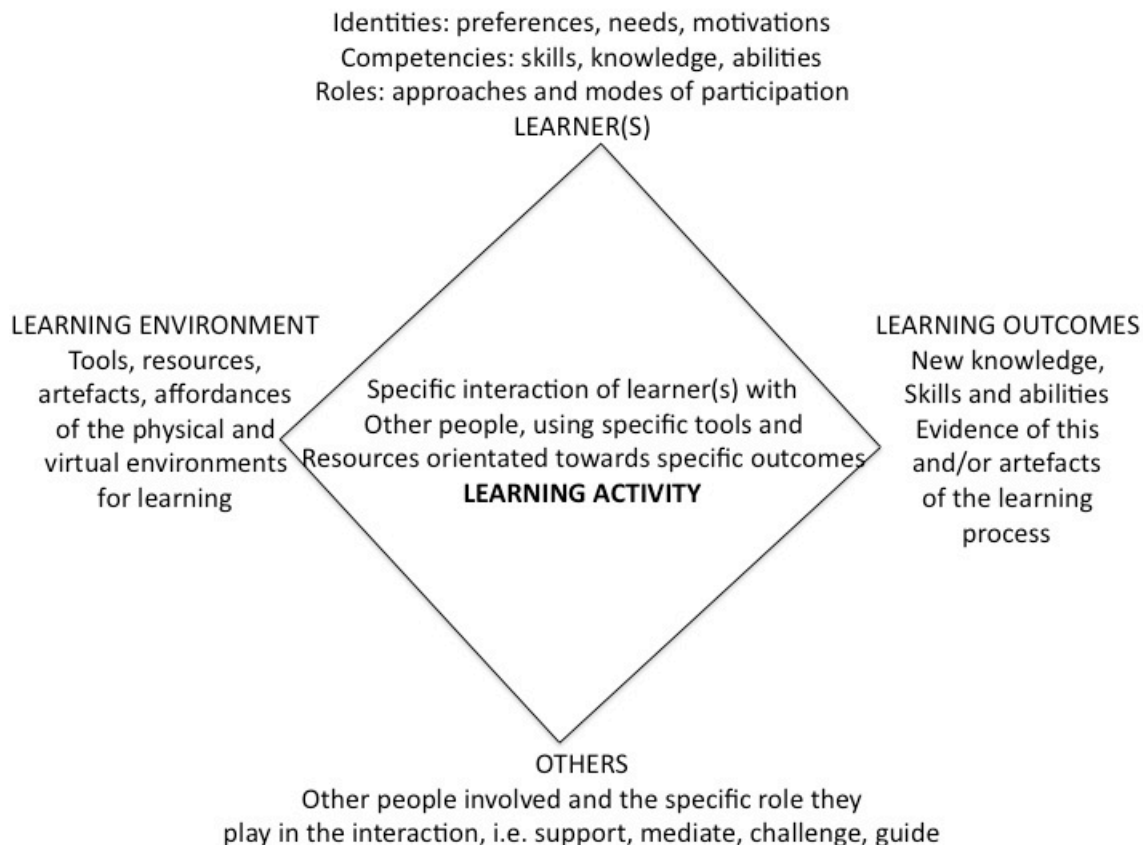 Identities: preferences, needs, motivations
Competencies: skills, knowledge, abilities
Roles: approaches and modes of participation
LEARNER(S)
LEARNING ENVIRONMENT
Tools, resources,
artefacts, affordances
of the physical and
virtual environments
for learning
Specific interaction of learner(s) with
Other people, using specific tools and
Resources orientated towards specific outcomes
LEARNING ACTIVITY
LEARNING OUTCOMES
New knowledge,
Skills and abilities
Evidence of this
and/or artefacts
of the learning
process
OTHERS
Other people involved and the specific role they
play in the interaction, i.e. support, mediate, challenge, guide